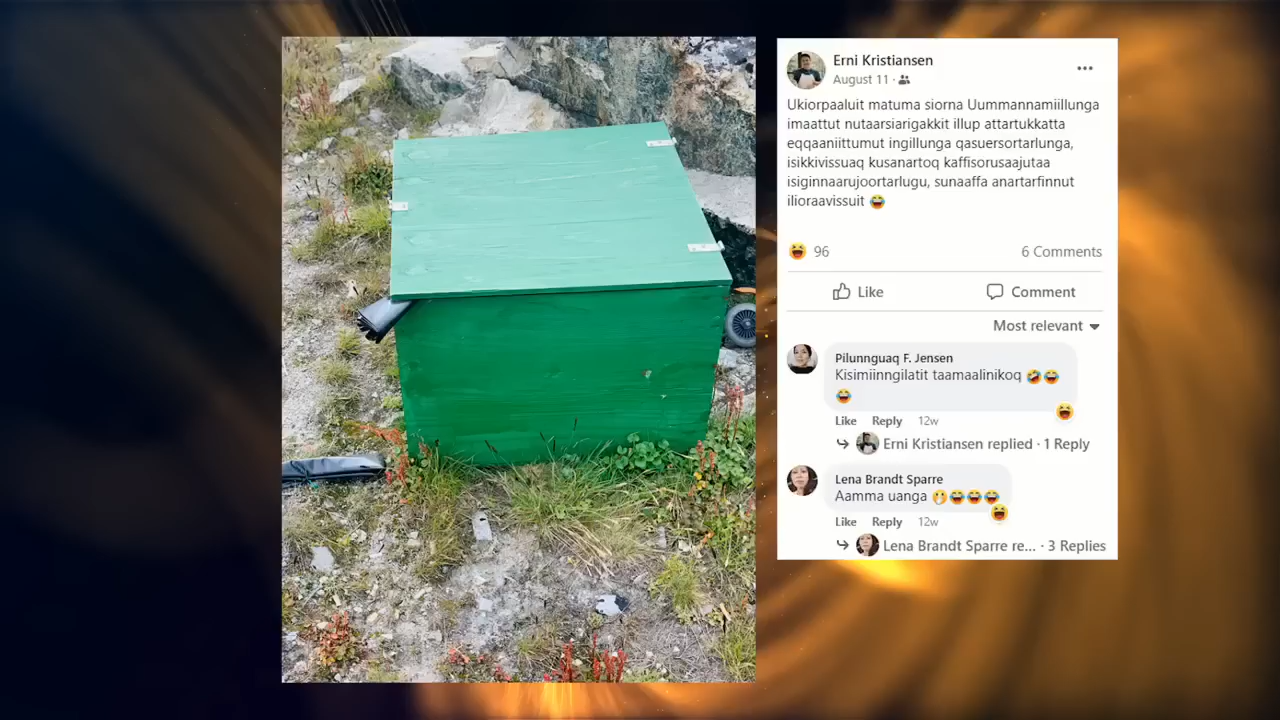 Erni Kristiansen
August 11 ·
Ukiorpaaluit matuma siorna Uummannamiillunga
imaattut nutaarsiarigakkit illup attartukkatta
eqqaaniittumut ingillunga qasuersortarlunga,
isikkivissuaq kusanartoq kaffisorusaajutaa
isiginnaarujoortarlugu, sunaaffa anartarfinnut
ilioraavissuit 😂
96
6 Comments
Like
Comment
Most relevant
Pilunnguaq F. Jensen
Kisimiinngilatit taamaalinikoq 🤣😂
😂
Like Reply 12w
Erni Kristiansen replied · 1 Reply
Lena Brandt Sparre
Aamma uanga 🤭😂😂😂
Like Reply 12w
Lena Brandt Sparre re... · 3 Replies